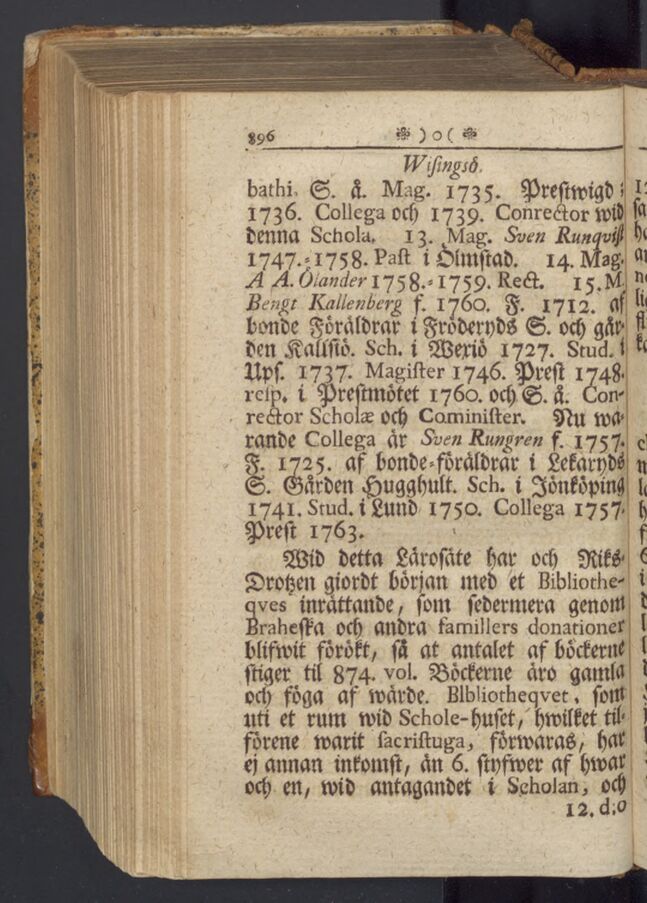 896 ❉ ) o ( ❉
Wisingsö.
bathi. S. å. Mag. 1735. Prestwigd :
1736. Collega och 1739. Conrector wid
denna Schola. 13. Mag. Sven Runqvist
1747.-1758. Past i Ölmstad. 14. Mag.
A A. Ölander 1758.-1759. Rect. 15. M.
Bengt Kallenberg f. 1760. F. 1712. af
bonde Föräldrar i Fröderyds S. och går-
den Kallsiö. Sch. i Wexiö 1727. Stud. i
Ups. 1737. Magister 1746. Prest 1748.
resp. i Prestmötet 1760. och S. å. Con-
rector Scholæ och Cominister. Nu wa-
rande Collega är Sven Rungren f. 1757.
F. 1725. af bonde-föräldrar i Lekaryds
S. Gården Hugghult. Sch. i Jönköping
1741. Stud. i Lund 1750. Collega 1757.
Prest 1763.
Wid detta Lärosäte har och Riks-
Drotzen giordt början med et Bibliothe-
qves inrättande, som sedermera genom
Braheska och andra famillers donationer
blifwit förökt, så at antalet af böckerne
stiger til 874. vol. Böckerne äro gamla
och föga af wärde. Blbliotheqvet, som
uti et rum wid Schole-huset, hwilket til-
förene warit sacristuga, förwaras, har
ej annan inkomst, än 6. styfwer af hwar
och en, wid antagandet i Scholan, och
12. d:o